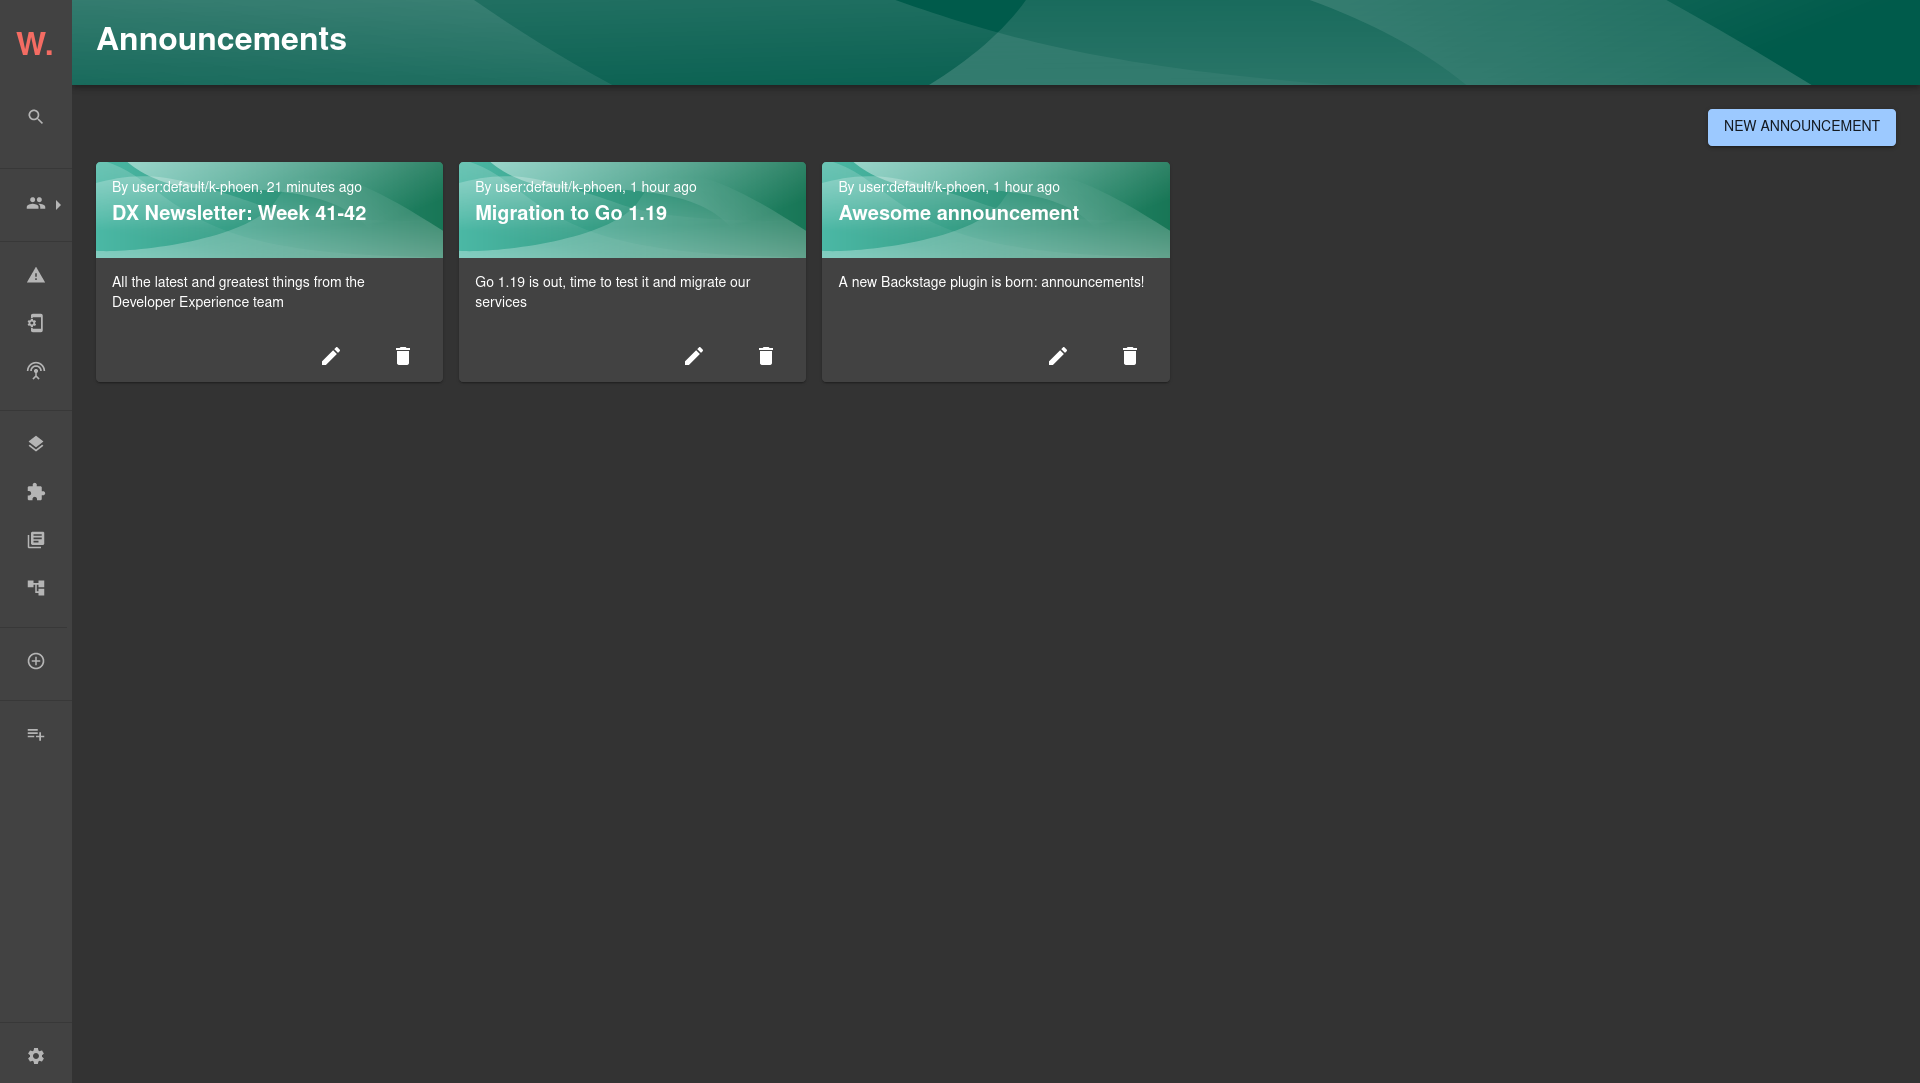 W.
Announcements
NEW ANNOUNCEMENT
By user:default/k-phoen, 21 minutes ago
DX Newsletter: Week 41-42
All the latest and greatest things from the
Developer Experience team
By user:default/k-phoen, 1 hour ago
Migration to Go 1.19
Go 1.19 is out, time to test it and migrate our
services
By user:default/k-phoen, 1 hour ago
Awesome announcement
A new Backstage plugin is born: announcements!